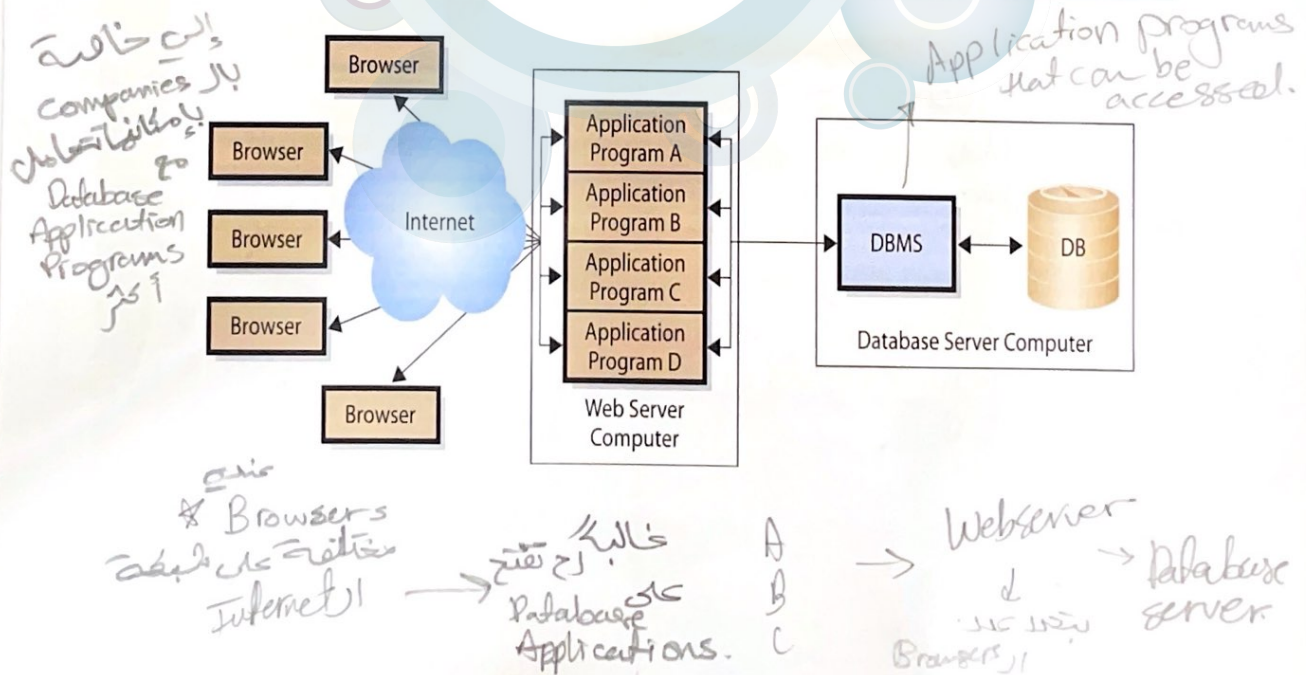 إلي خاصة
بال
companies
بإمكانها تتعامل
مع
Database
Application
Programs
أكثر
Application programs
that can be
accessed.
Browser
Browser
Browser
Browser
Browser
Internet
Application
Program A
Application
Program B
Application
Program C
Application
Program D
Web Server
Computer
DBMS
DB
Database Server Computer
عندي
* Browsers
مختلفة على شبكة
الـ Internet
غالباً رح تفتح
على
Database
Applications.
A
B
C
Webserver
عدد
الـ Browsers
Database
server.